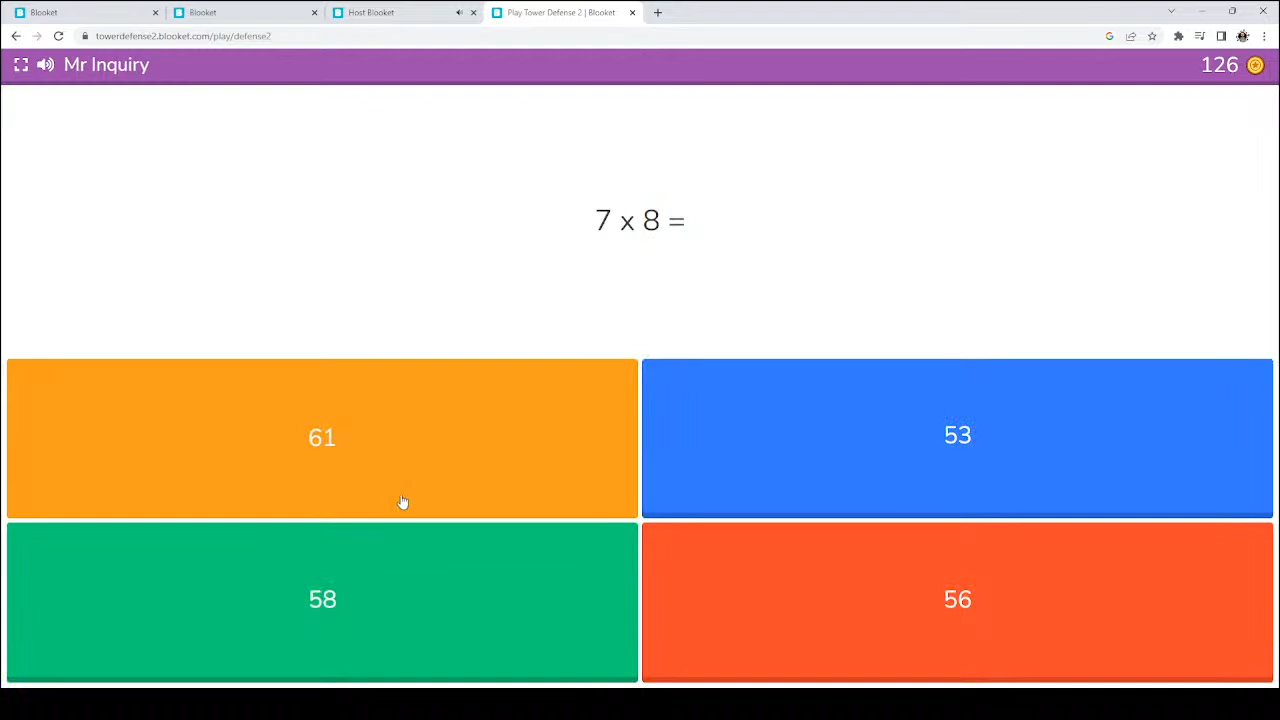 Blooket
Blooket
Host Blooket
Play Tower Defense 2 | Blooket
towerdefense2.blooket.com/play/defense2
Mr Inquiry
126
7 x 8 =
61
53
58
56